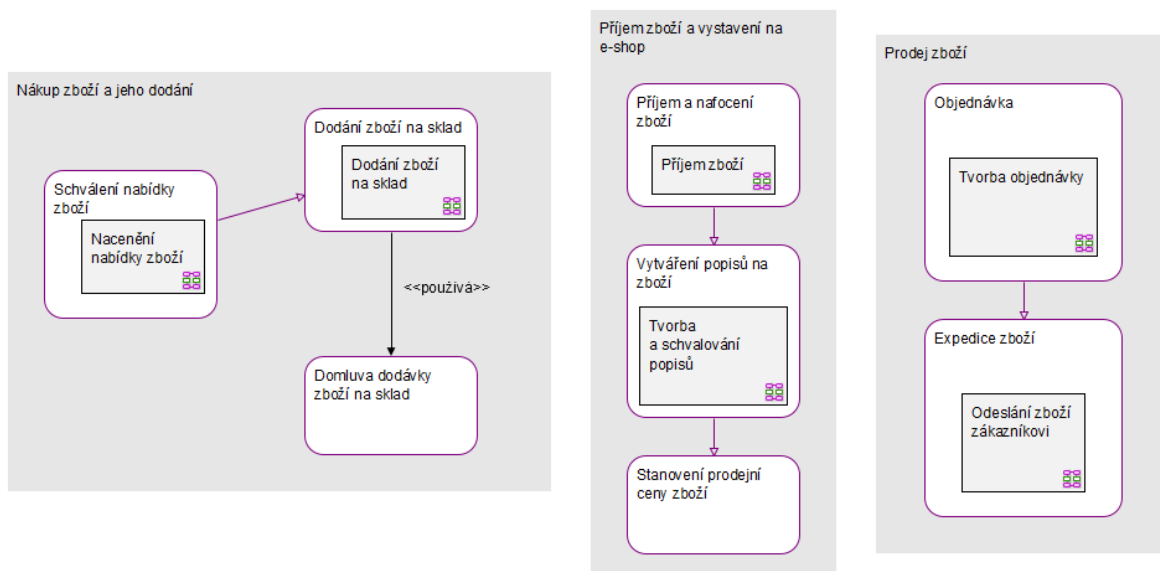 Nákup zboží a jeho dodání
Schválení nabídky
zboží
Nacenění
nabídky zboží
Dodání zboží na sklad
Dodání zboží
na sklad
<<používá>>
Domluva dodávky
zboží na sklad
Příjem zboží a vystavení na
e-shop
Příjem a nafocení
zboží
Příjem zboží
Vytváření popisů na
zboží
Tvorba
a schvalování
popisů
Stanovení prodejní
ceny zboží
Prodej zboží
Objednávka
Tvorba objednávky
Expedice zboží
Odeslání zboží
zákazníkovi